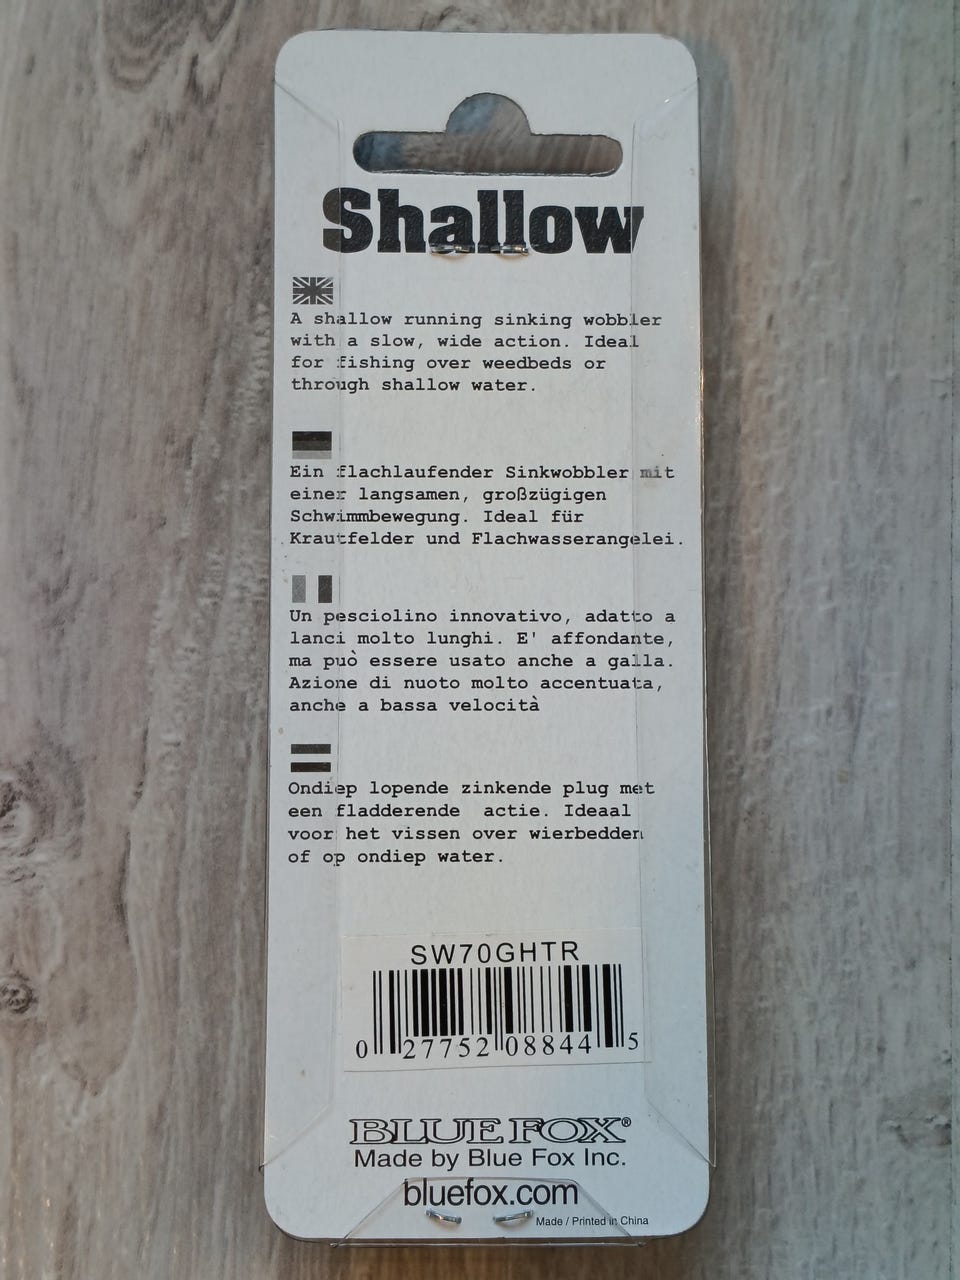 Shallow
A shallow running sinking wobbler
with a slow, wide action. Ideal
for fishing over weedbeds or
through shallow water.
Ein flachlaufender Sinkwobbler mit
einer langsamen, großzügigen
Schwimmbewegung. Ideal für
Krautfelder und Flachwasserangelei.
Un pesciolino innovativo, adatto a
lanci molto lunghi. E' affondante,
ma può essere usato anche a galla.
Azione di nuoto molto accentuata,
anche a bassa velocità
Ondiep lopende zinkende plug met
een fladderende actie. Ideaal
voor het vissen over wierbedden
of op ondiep water.
SW70GHTR
0 27752 08844 5
BLUE FOX®
Made by Blue Fox Inc.
bluefox.com
Made / Printed in China